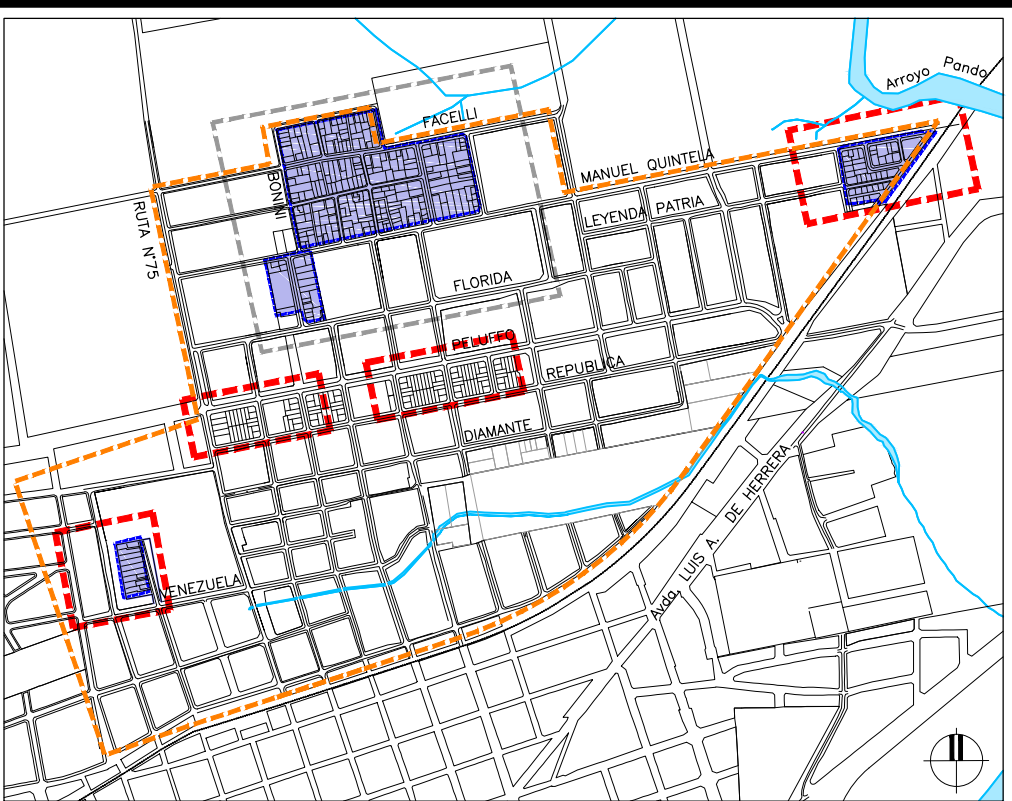 Arroyo Pando
FACELLI
MANUEL QUINTELA
BONINI
LEYENDA PATRIA
RUTA Nº75
FLORIDA
PELUFFO
REPUBLICA
DIAMANTE
Avda. LUIS A. DE HERRERA
VENEZUELA